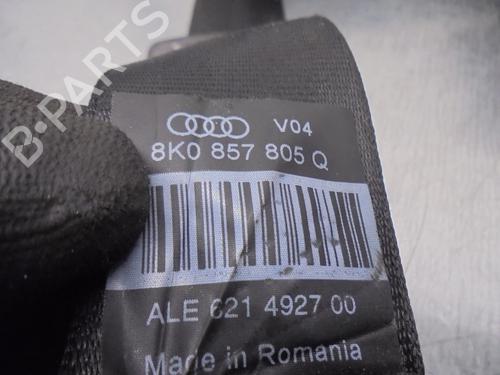 V04
8K0 857 805 Q
ALE 621 4927 00
Made in Romania
B-PARTS